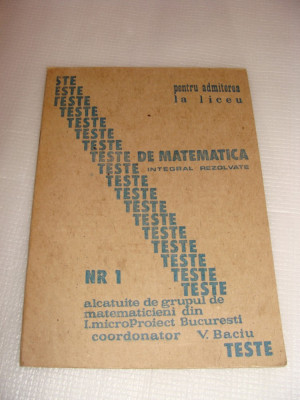 STE
ESTE
TESTE
TESTE
TESTE
TESTE
TESTE
TESTE DE MATEMATICA
TESTE INTEGRAL REZOLVATE
TESTE
TESTE
TESTE
TESTE
TESTE
TESTE
TESTE
TESTE
TESTE
pentru admiterea
la liceu
NR 1
alcatuite de grupul de
matematicieni din
I.microProiect Bucuresti
coordonator V. Baciu
TESTE